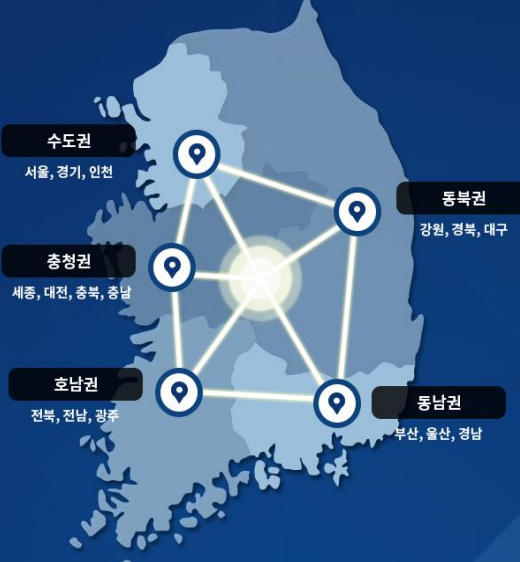 수도권
서울, 경기, 인천
동북권
강원, 경북, 대구
충청권
세종, 대전, 충북, 충남
호남권
전북, 전남, 광주
동남권
부산, 울산, 경남